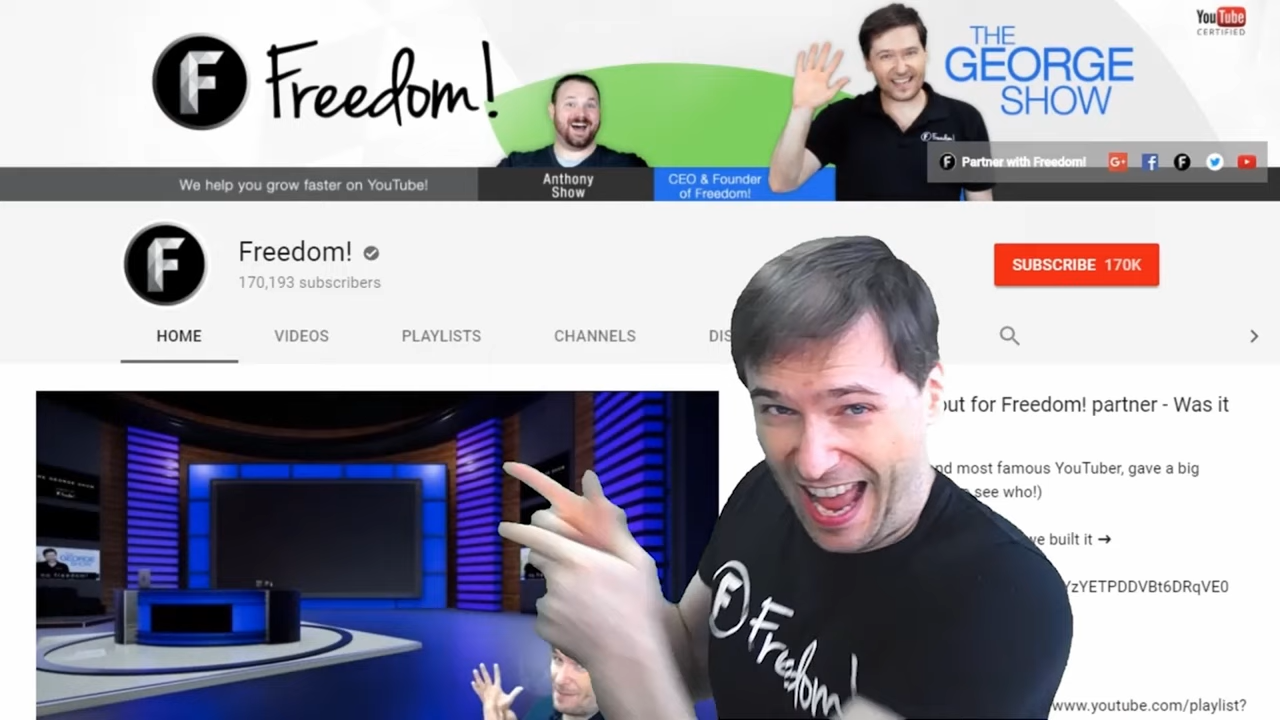 YouTube
CERTIFIED
F Freedom!
THE
GEORGE
SHOW
F Partner with Freedom!
We help you grow faster on YouTube!
Anthony
Show
CEO & Founder
of Freedom!
F Freedom!
170,193 subscribers
SUBSCRIBE 170K
HOME VIDEOS PLAYLISTS CHANNELS DIS
out for Freedom! partner - Was it
nd most famous YouTuber, gave a big
see who!)
we built it →
YzYETPDDVBt6DRqVE0
F Freedom!
www.youtube.com/playlist?